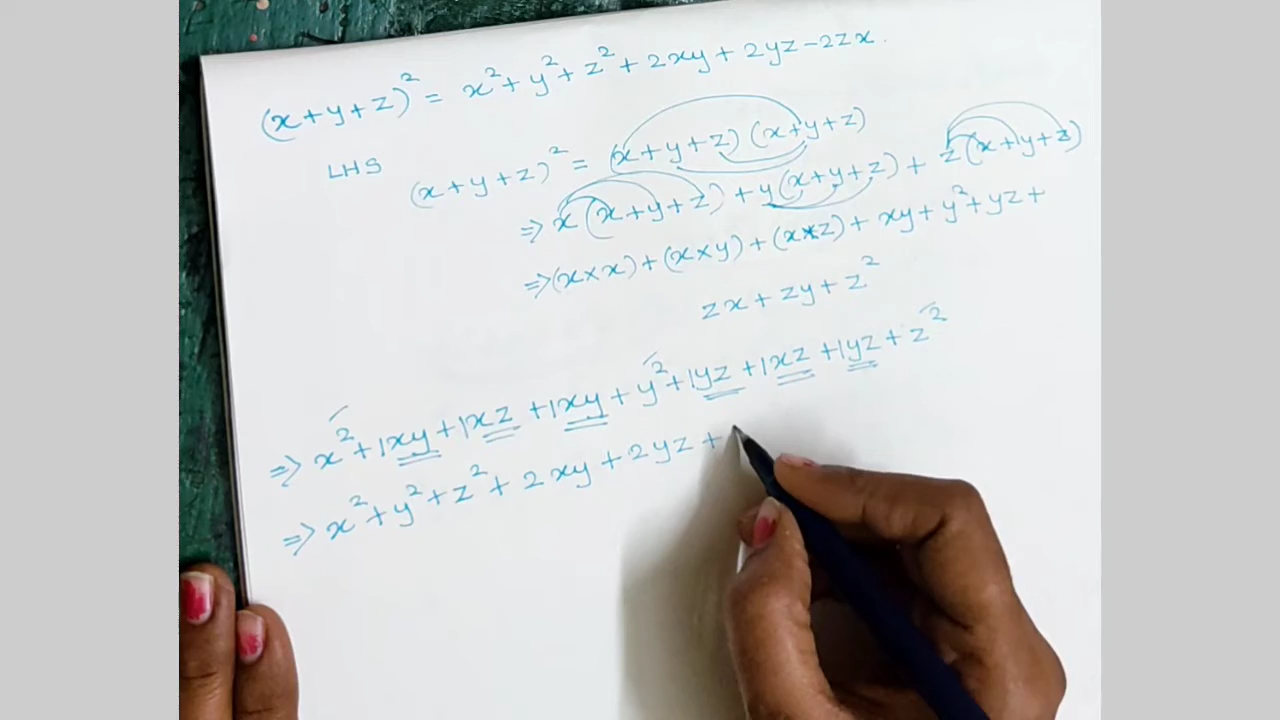 (x+y+z)² = x²+ y²+ z² + 2xy + 2yz - 2zx.
LHS (x+y+z)² = (x+y+z) (x+y+z)
⇒ x(x+y+z) + y(x+y+z) + z(x+y+z)
⇒ (x×x) + (x×y) + (x×z) + xy + y² + yz +
zx + zy + z²
⇒ x² + 1xy + 1xz + 1xy + y² + 1yz + 1xz + 1yz + z²
⇒ x² + y² + z² + 2xy + 2yz +